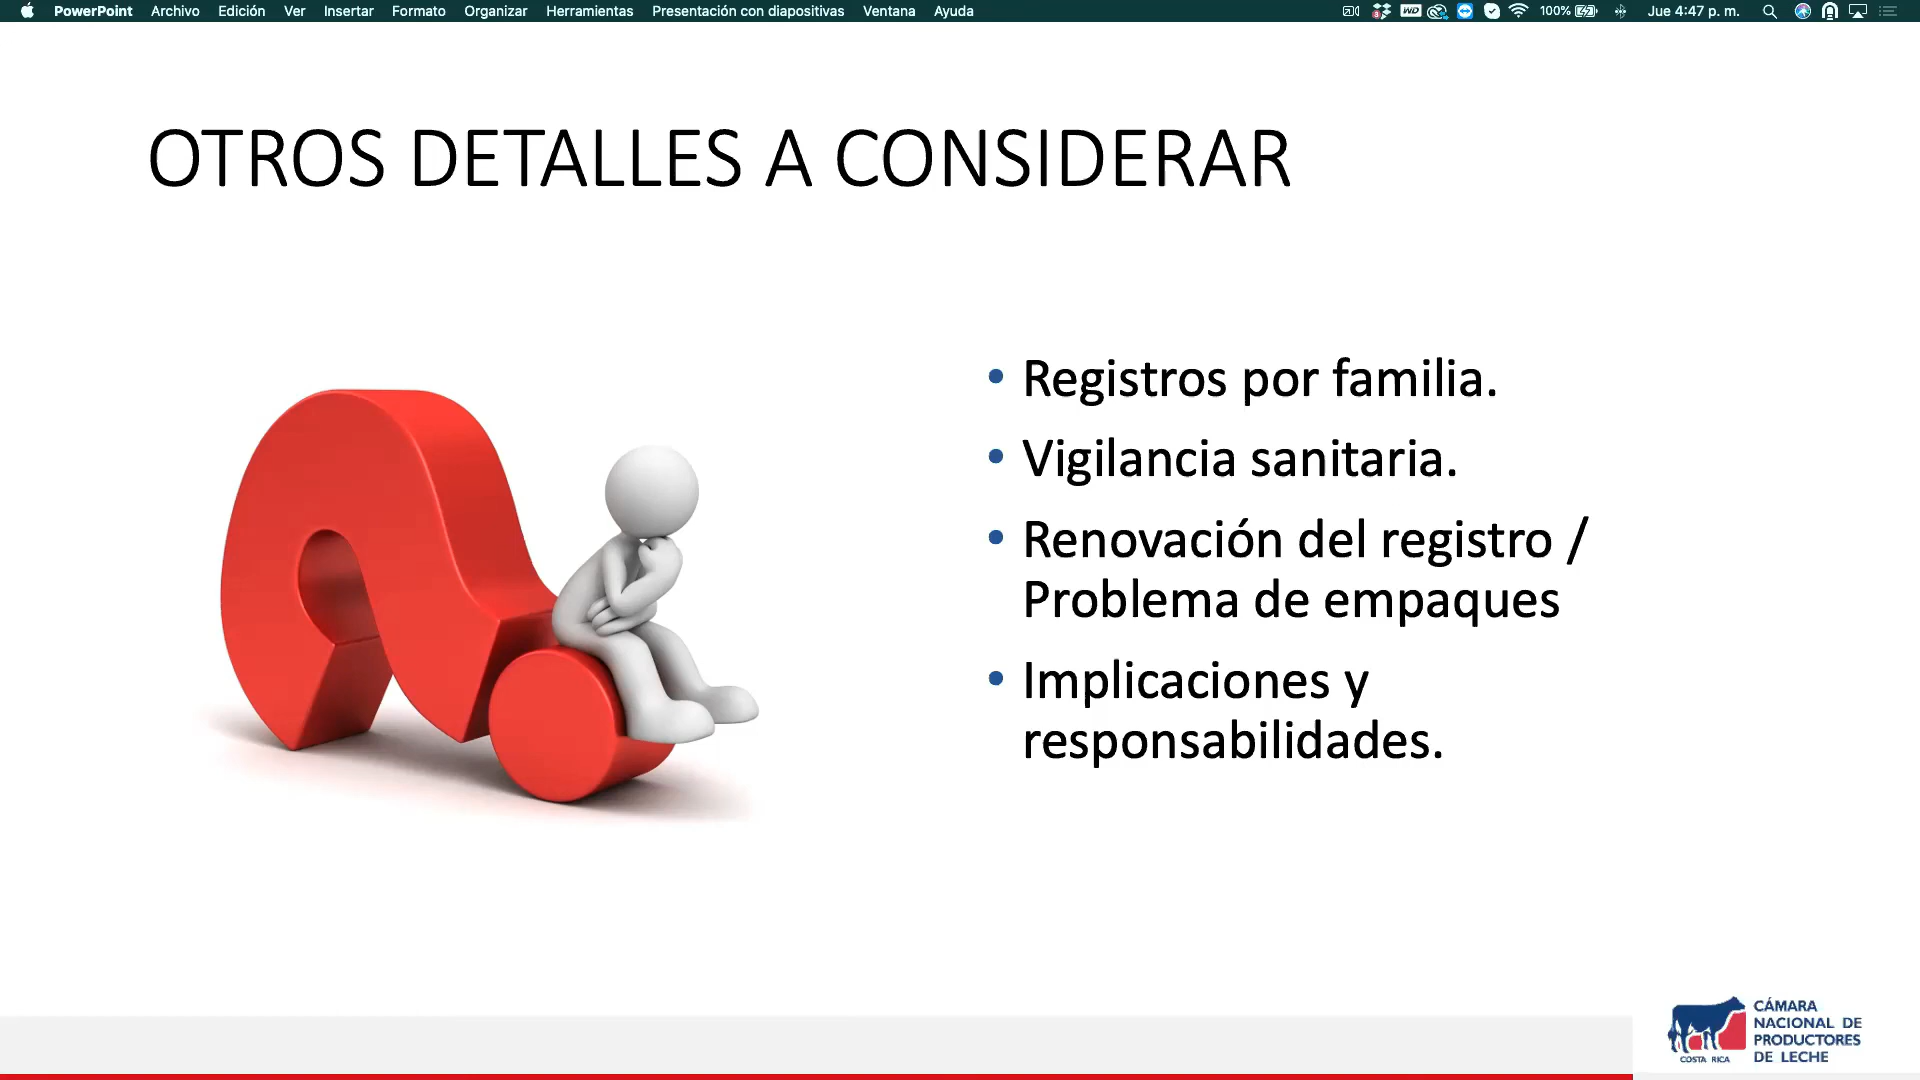 PowerPoint Archivo Edición Ver Insertar Formato Organizar Herramientas Presentación con diapositivas Ventana Ayuda 100% Jue 4:47 p. m.
OTROS DETALLES A CONSIDERAR
• Registros por familia.
• Vigilancia sanitaria.
• Renovación del registro /
Problema de empaques
• Implicaciones y
responsabilidades.
CÁMARA
NACIONAL DE
PRODUCTORES
DE LECHE
COSTA RICA